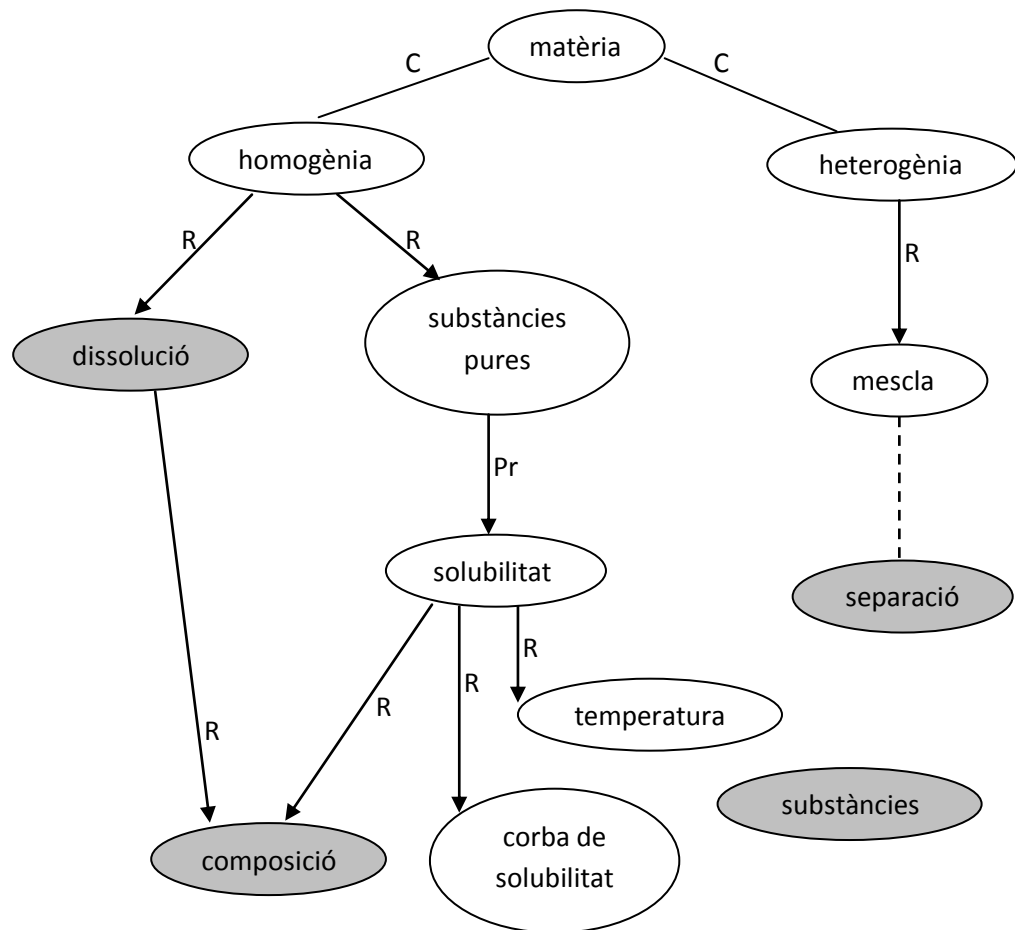 matèria
C
C
homogènia
heterogènia
R
R
R
substàncies
pures
dissolució
mescla
Pr
solubilitat
separació
R
R
R
R
temperatura
substàncies
composició
corba de
solubilitat